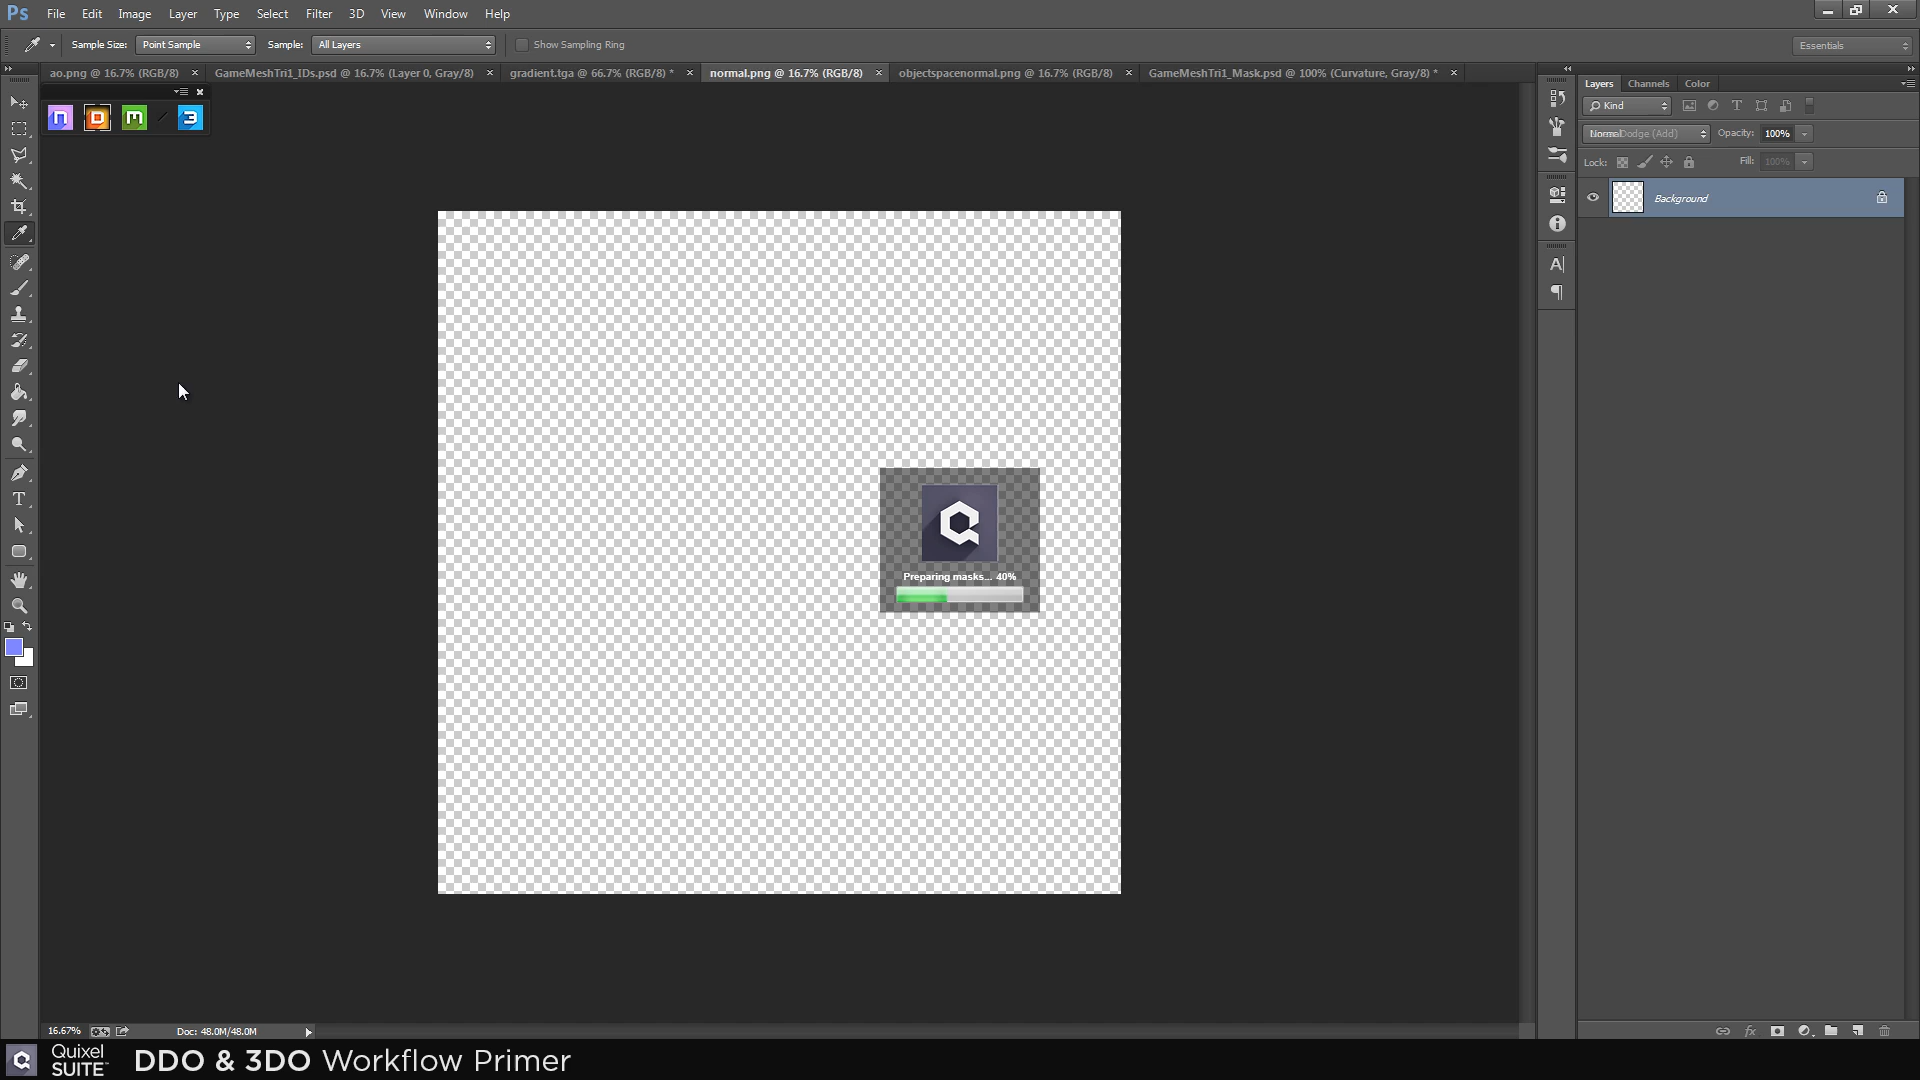 Ps File Edit Image Layer Type Select Filter 3D View Window Help
Sample Size: Point Sample Sample: All Layers Show Sampling Ring Essentials
ao.png @ 16.7% (RGB/8) GameMeshTri1_IDs.psd @ 16.7% (Layer 0, Gray/8) gradient.tga @ 66.7% (RGB/8) * normal.png @ 16.7% (RGB/8) objectspacenormal.png @ 16.7% (RGB/8) GameMeshTri1_Mask.psd @ 100% (Curvature, Gray/8) *
Layers Channels Color
n D m 3
Kind
Normal Dodge (Add) Opacity: 100%
Lock: Fill: 100%
Background
Preparing masks... 40%
16.67% Doc: 48.0M/48.0M
Quixel SUITE DDO & 3DO Workflow Primer